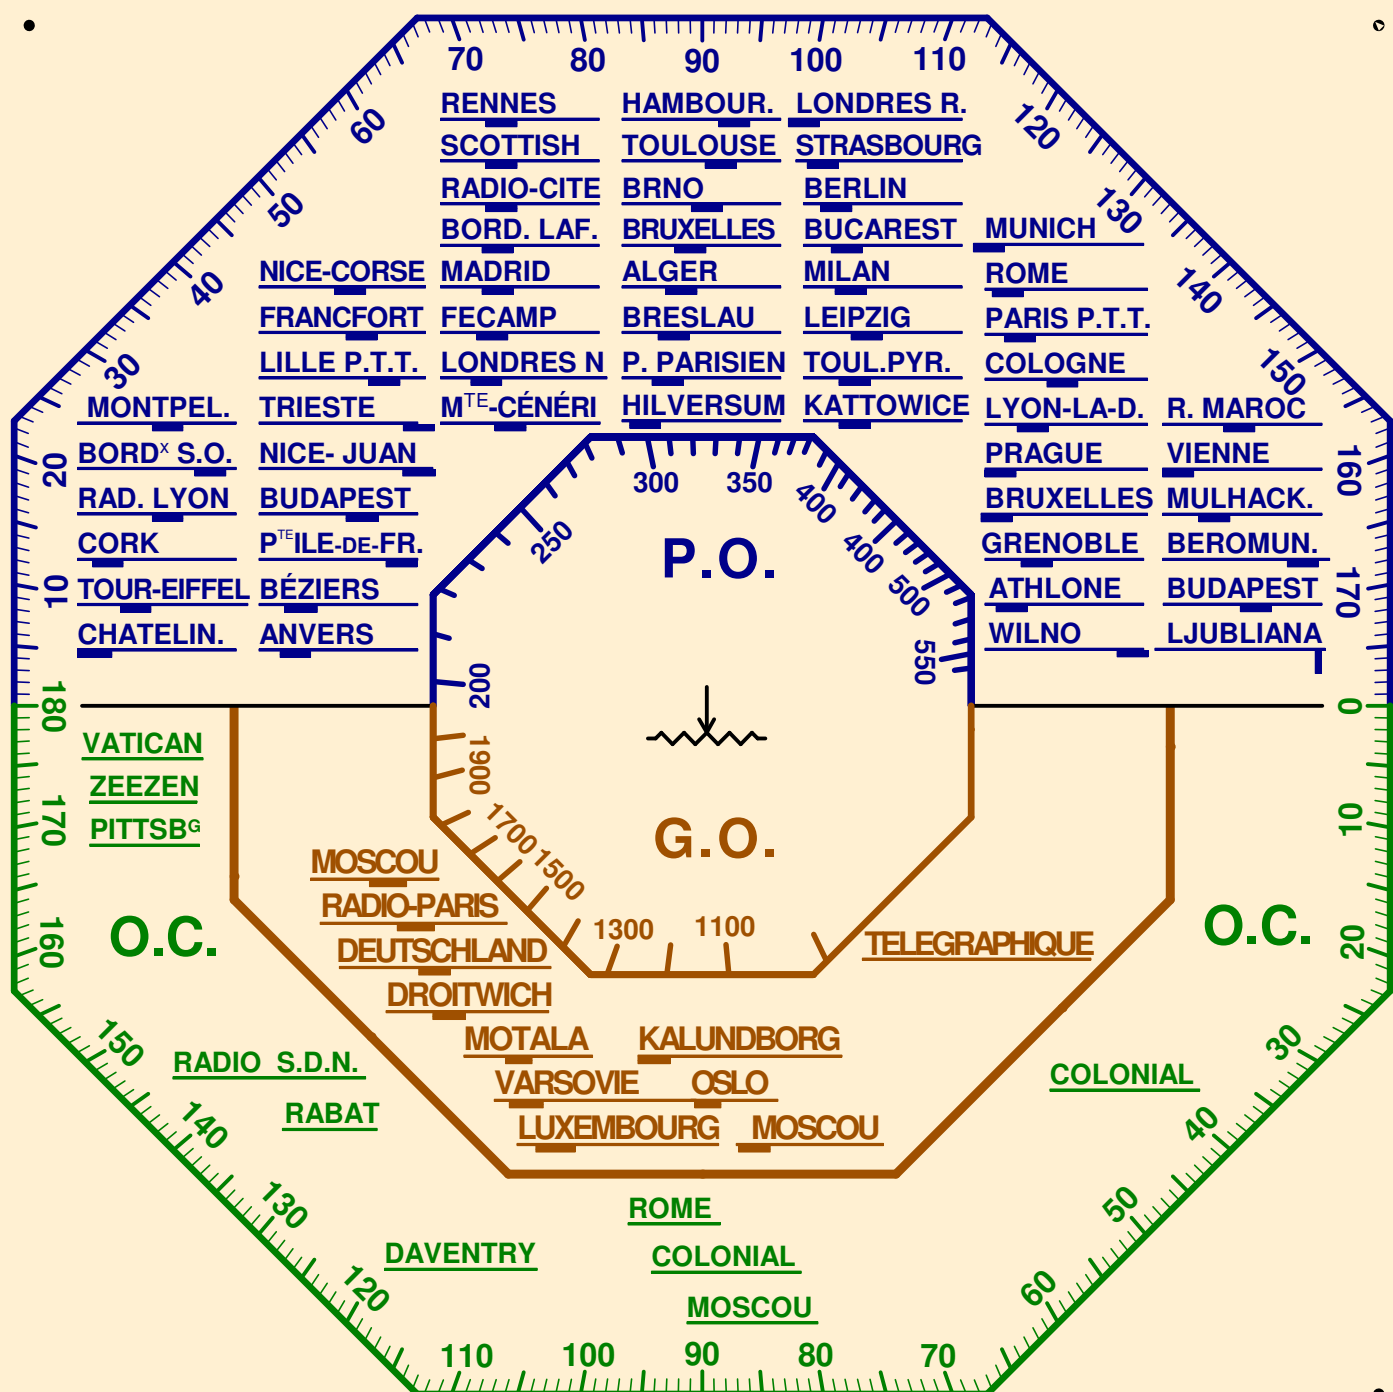 70 80 90 100 110
60 120
50 130
40 140
30 150
20 160
10 170
RENNES HAMBOUR. LONDRES R.
SCOTTISH TOULOUSE STRASBOURG
RADIO-CITE BRNO BERLIN
BORD. LAF. BRUXELLES BUCAREST MUNICH
NICE-CORSE MADRID ALGER MILAN ROME
FRANCFORT FECAMP BRESLAU LEIPZIG PARIS P.T.T.
LILLE P.T.T. LONDRES N P. PARISIEN TOUL.PYR. COLOGNE
MONTPEL. TRIESTE MTE-CÉNÉRI HILVERSUM KATTOWICE LYON-LA-D. R. MAROC
BORDX S.O. NICE- JUAN PRAGUE VIENNE
RAD. LYON BUDAPEST BRUXELLES MULHACK.
CORK PTEILE-DE-FR. GRENOBLE BEROMUN.
TOUR-EIFFEL BÉZIERS ATHLONE BUDAPEST
CHATELIN. ANVERS WILNO LJUBLIANA
300 350 400
250 400
500
200 550
P.O.
180 0
1900
1700
1500
1300 1100
G.O.
VATICAN
ZEEZEN
PITTSBG
170 10
MOSCOU
RADIO-PARIS
DEUTSCHLAND TELEGRAPHIQUE
DROITWICH
MOTALA KALUNDBORG
VARSOVIE OSLO
LUXEMBOURG MOSCOU
O.C. O.C.
160 20
150 30
RADIO S.D.N. COLONIAL
RABAT
140 40
130 50
ROME
DAVENTRY COLONIAL
MOSCOU
120 60
110 100 90 80 70